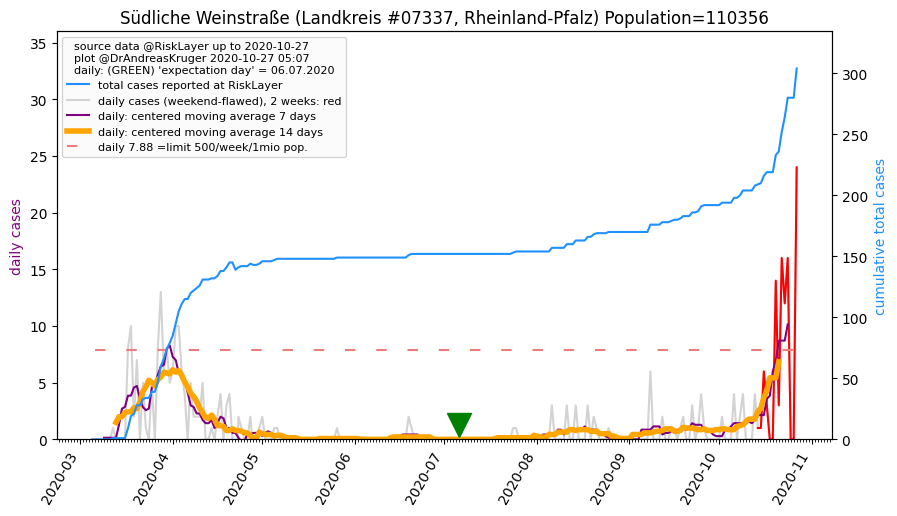 Südliche Weinstraße (Landkreis #07337, Rheinland-Pfalz) Population=110356
source data @RiskLayer up to 2020-10-27
plot @DrAndreasKruger 2020-10-27 05:07
daily: (GREEN) 'expectation day' = 06.07.2020
total cases reported at RiskLayer
daily cases (weekend-flawed), 2 weeks: red
daily: centered moving average 7 days
daily: centered moving average 14 days
daily 7.88 =limit 500/week/1mio pop.
daily cases
35
30
25
20
15
10
5
0
cumulative total cases
300
250
200
150
100
50
0
2020-03
2020-04
2020-05
2020-06
2020-07
2020-08
2020-09
2020-10
2020-11